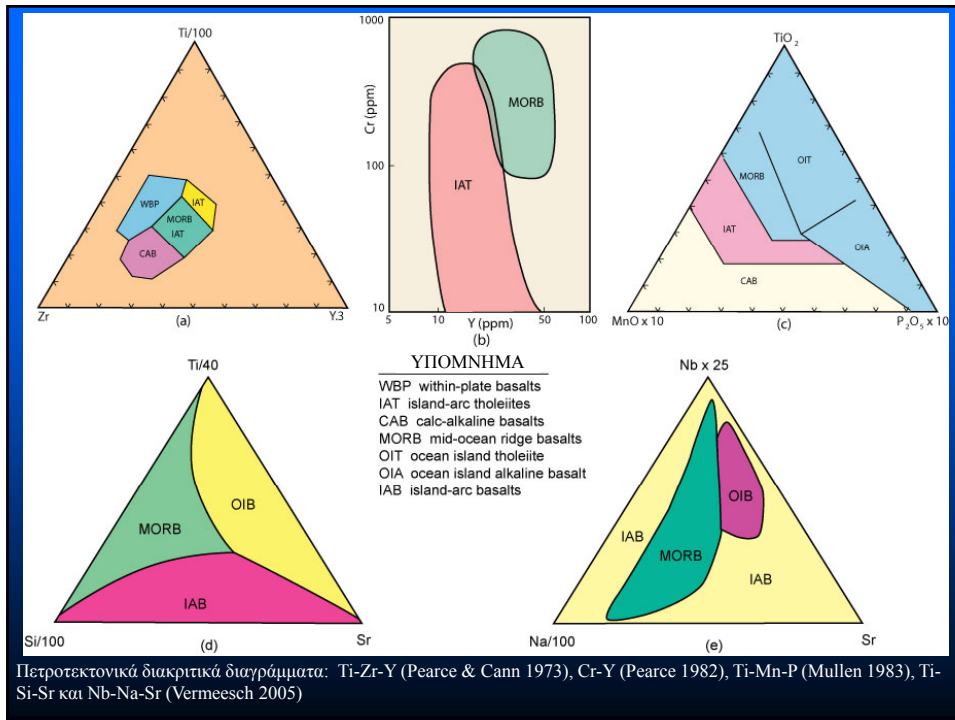 Ti/100
WBP
IAT
MORB
IAT
CAB
Zr
Y.3
(a)
1000
Cr (ppm)
100
10
MORB
IAT
5
10
50
100
Y (ppm)
(b)
TiO₂
OIT
MORB
IAT
OIA
CAB
MnO x 10
P₂O₅ x 10
(c)
ΥΠΟΜΝΗΜΑ
WBP within-plate basalts
IAT island-arc tholeiites
CAB calc-alkaline basalts
MORB mid-ocean ridge basalts
OIT ocean island tholeiite
OIA ocean island alkaline basalt
IAB island-arc basalts
Ti/40
OIB
MORB
IAB
Si/100
Sr
(d)
Nb x 25
OIB
IAB
MORB
IAB
Na/100
Sr
(e)
Πετροτεκτονικά διακριτικά διαγράμματα: Ti-Zr-Y (Pearce & Cann 1973), Cr-Y (Pearce 1982), Ti-Mn-P (Mullen 1983), Ti-
Si-Sr και Nb-Na-Sr (Vermeesch 2005)